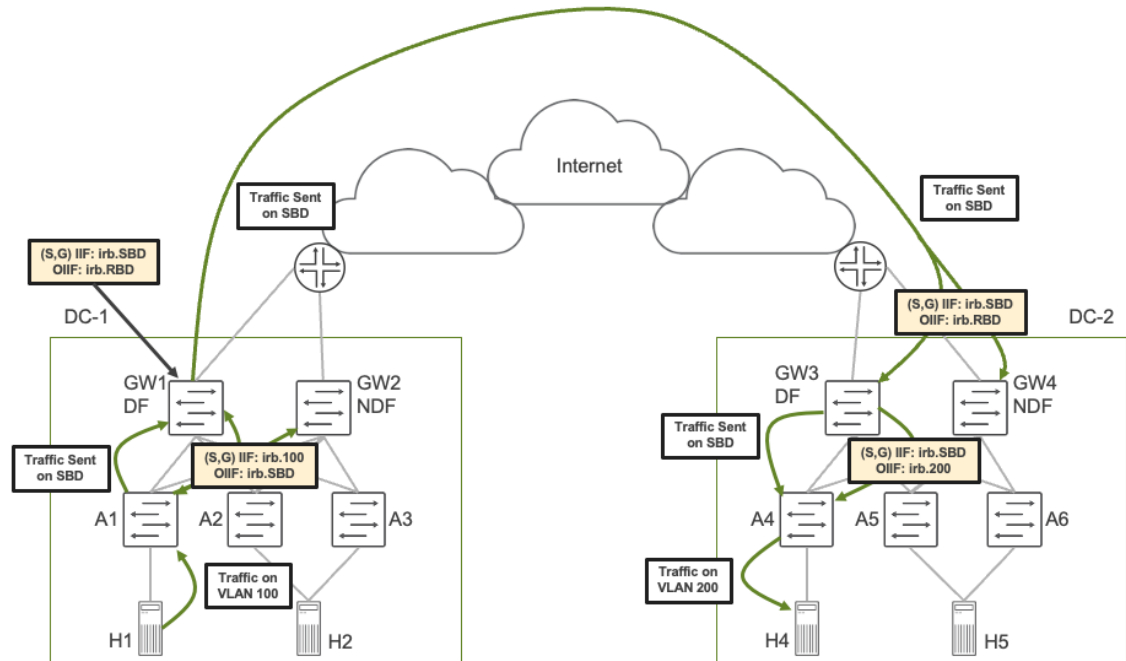 Internet
Traffic Sent
on SBD
Traffic Sent
on SBD
(S,G) IIF: irb.SBD
OIIF: irb.RBD
DC-1
(S,G) IIF: irb.SBD
OIIF: irb.RBD
DC-2
GW1
DF
GW2
NDF
GW3
DF
GW4
NDF
Traffic Sent
on SBD
(S,G) IIF: irb.100
OIIF: irb.SBD
Traffic Sent
on SBD
(S,G) IIF: irb.SBD
OIIF: irb.200
A1
A2
A3
A4
A5
A6
Traffic on
VLAN 100
Traffic on
VLAN 200
H1
H2
H4
H5